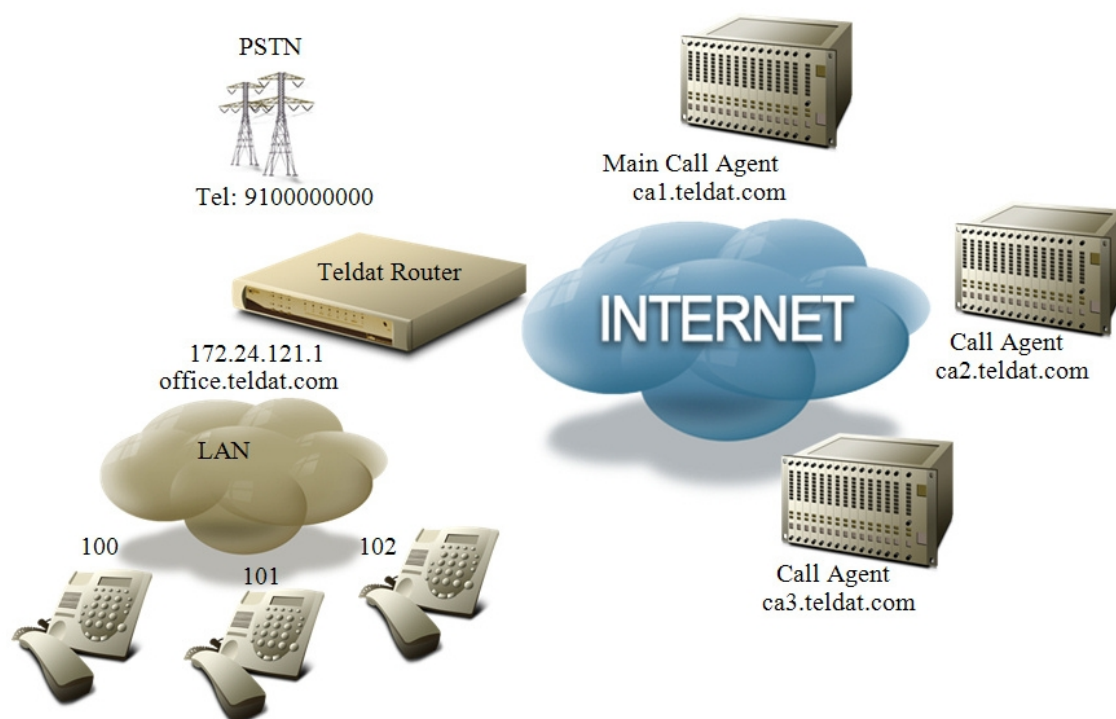 PSTN
Tel: 9100000000
Main Call Agent
ca1.teldat.com
Teldat Router
INTERNET
Call Agent
ca2.teldat.com
172.24.121.1
office.teldat.com
LAN
100
101
102
Call Agent
ca3.teldat.com